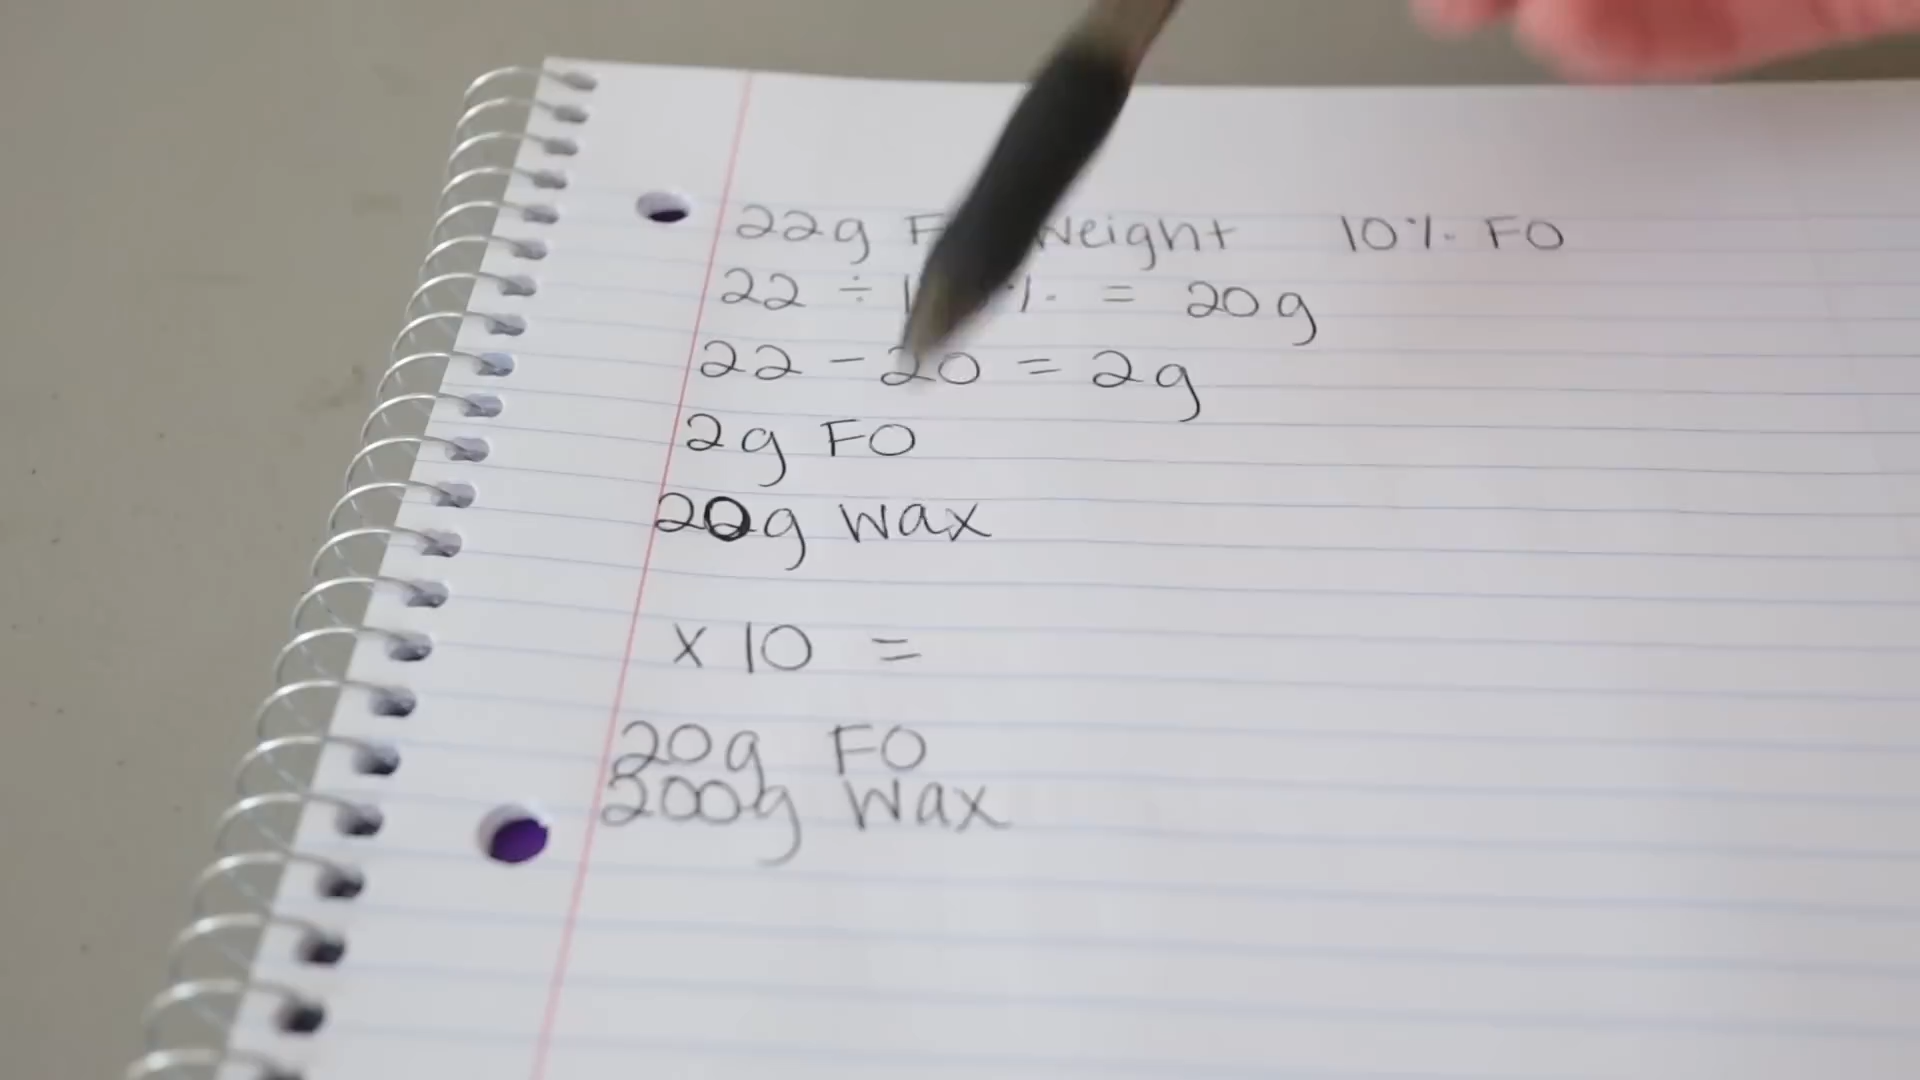 22g Weight 10% FO
22 ÷ % = 20g
22 - 20 = 2g
2g FO
20g wax
x 10 =
20g FO
200g Wax